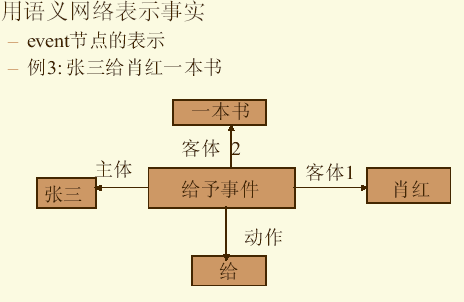 用语义网络表示事实
– event节点的表示
– 例3: 张三给肖红一本书
一本书
客体 2
主体
客体1
张三
给予事件
肖红
动作
给